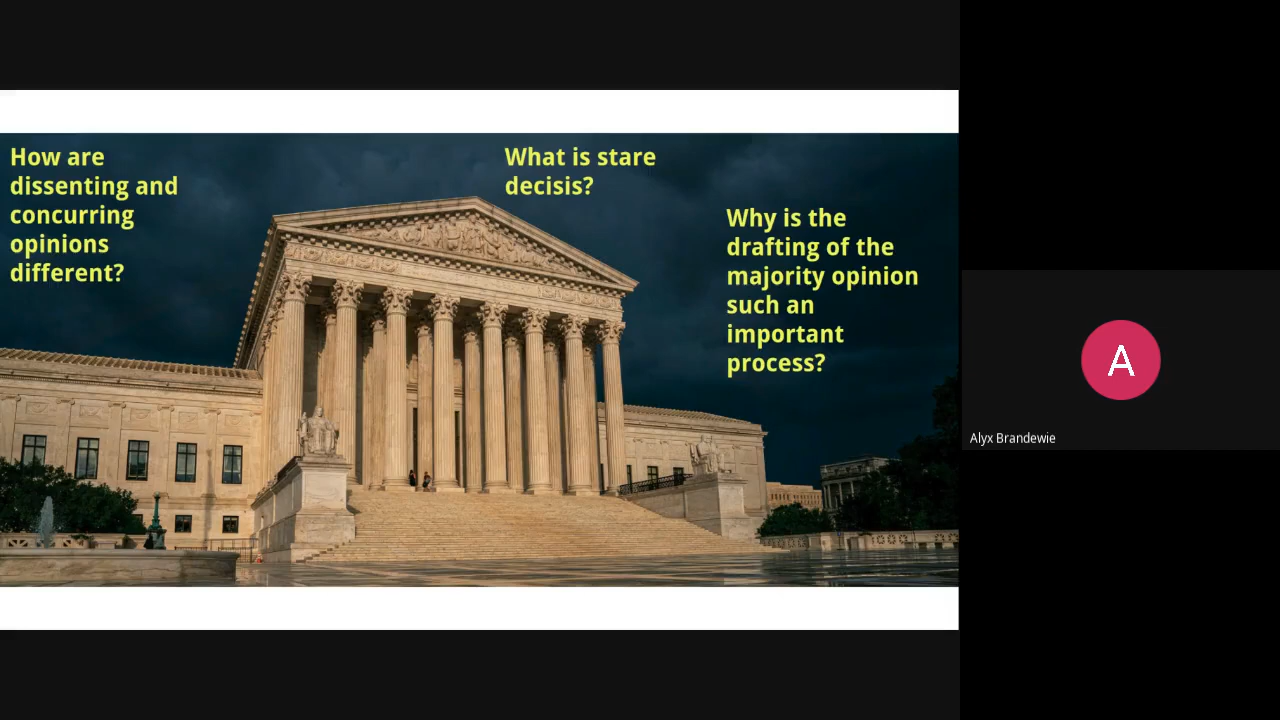 How are
dissenting and
concurring
opinions
different?
What is stare
decisis?
Why is the
drafting of the
majority opinion
such an
important
process?
A
Alyx Brandewie